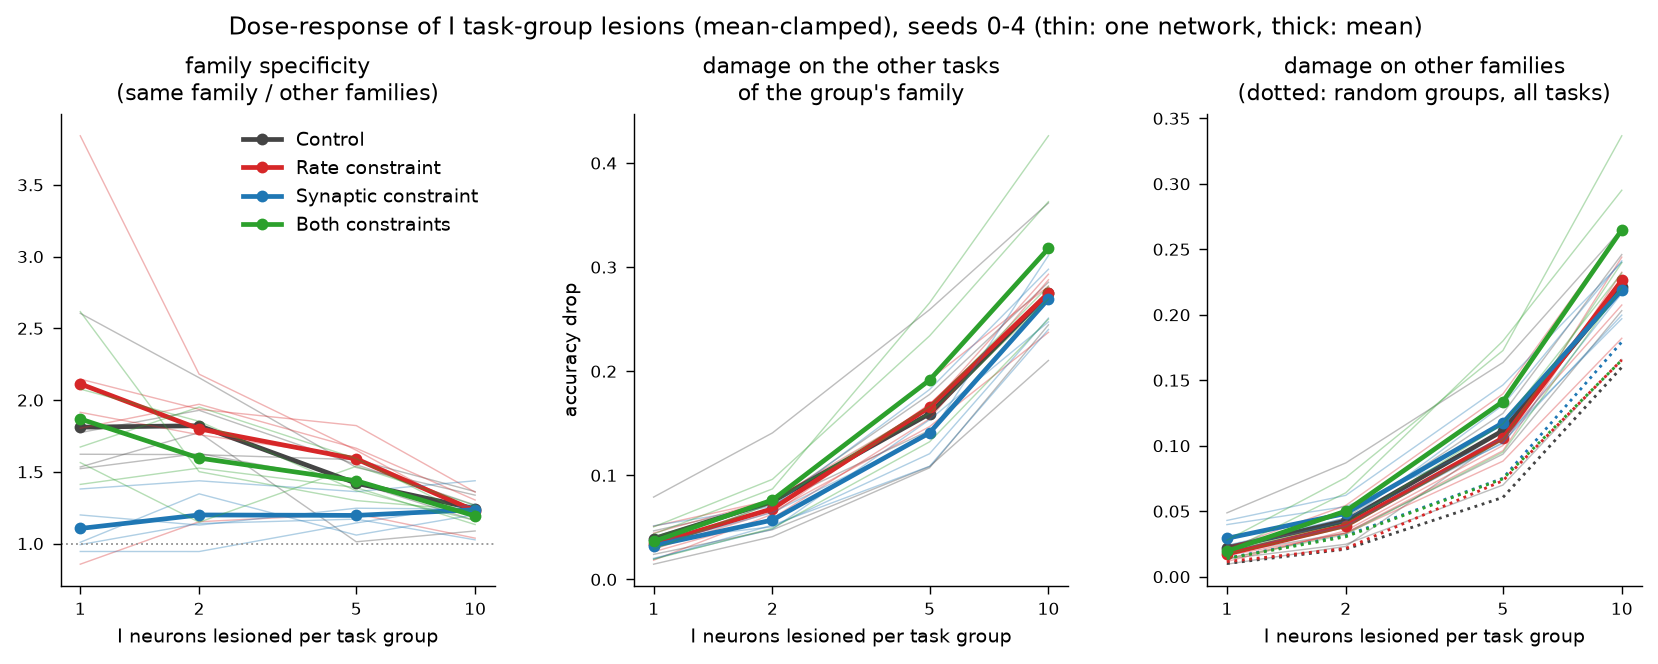 Dose-response of I task-group lesions (mean-clamped), seeds 0-4 (thin: one network, thick: mean)
family specificity
(same family / other families)
3.5
3.0
2.5
2.0
1.5
1.0
1
2
5
10
I neurons lesioned per task group
Control
Rate constraint
Synaptic constraint
Both constraints
damage on the other tasks
of the group's family
accuracy drop
0.4
0.3
0.2
0.1
0.0
1
2
5
10
I neurons lesioned per task group
damage on other families
(dotted: random groups, all tasks)
0.35
0.30
0.25
0.20
0.15
0.10
0.05
0.00
1
2
5
10
I neurons lesioned per task group